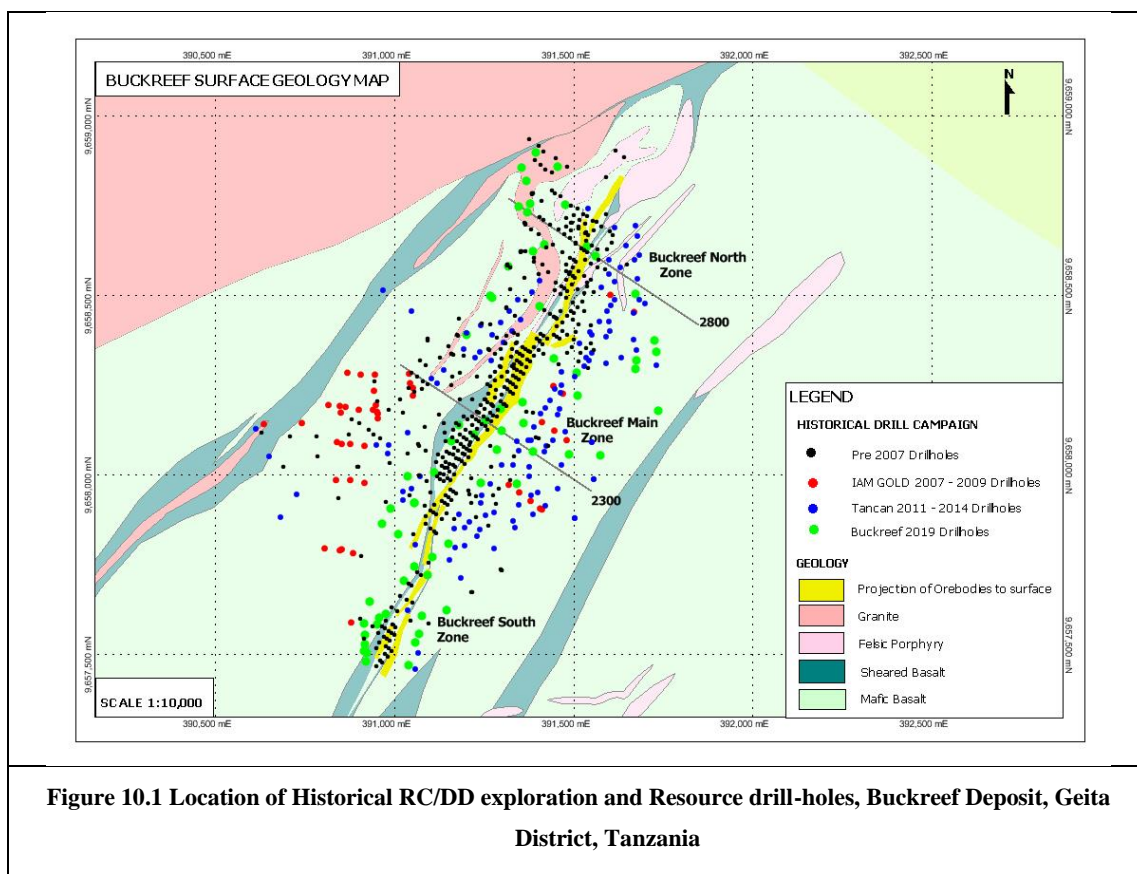 390,500 mE
391,000 mE
391,500 mE
392,000 mE
392,500 mE
BUCKREEF SURFACE GEOLOGY MAP
N
9,659,000 mN
9,659,000 mN
Buckreef North
Zone
9,658,500 mN
9,658,500 mN
2800
LEGEND
HISTORICAL DRILL CAMPAIGN
Pre 2007 Drillholes
IAM GOLD 2007 - 2009 Drillholes
Tancan 2011 - 2014 Drillholes
Buckreef 2019 Drillholes
GEOLOGY
Projection of Orebodies to surface
Granite
Felsic Porphyry
Sheared Basalt
Mafic Basalt
Buckreef Main
Zone
9,658,000 mN
9,658,000 mN
2300
Buckreef South
Zone
9,657,500 mN
9,657,500 mN
SCALE 1:10,000
390,500 mE
391,000 mE
391,500 mE
392,000 mE
392,500 mE
Figure 10.1 Location of Historical RC/DD exploration and Resource drill-holes, Buckreef Deposit, Geita
District, Tanzania